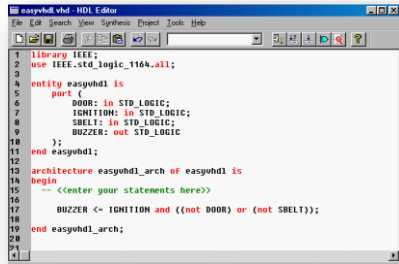 easyvhdl.vhd - HDL Editor
File Edit Search View Synthesis Project Tools Help
1 library IEEE;
2 use IEEE.std_logic_1164.all;
3
4 entity easyvhdl is
5 port (
6 DOOR: in STD_LOGIC;
7 IGNITION: in STD_LOGIC;
8 SBELT: in STD_LOGIC;
9 BUZZER: out STD_LOGIC
10 );
11 end easyvhdl;
12
13 architecture easyvhdl_arch of easyvhdl is
14 begin
15 -- <<enter your statements here>>
16
17 BUZZER <= IGNITION and ((not DOOR) or (not SBELT));
18
19 end easyvhdl_arch;
20
21